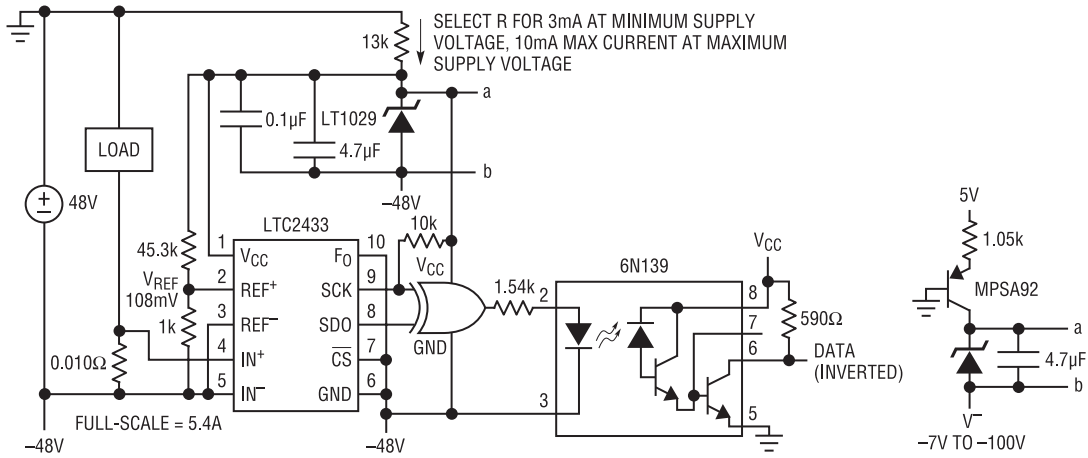 SELECT R FOR 3mA AT MINIMUM SUPPLY
VOLTAGE, 10mA MAX CURRENT AT MAXIMUM
SUPPLY VOLTAGE
13k
a
0.1µF
LT1029
4.7µF
LOAD
b
–48V
+
–
48V
LTC2433
10k
5V
1.05k
45.3k
1
VCC
FO
10
VCC
VCC
6N139
VREF
108mV
2
REF+
SCK
9
1.54k
2
8
MPSA92
1k
3
REF–
SDO
8
7
590Ω
a
GND
4
IN+
CS
7
6
DATA
(INVERTED)
4.7µF
0.010Ω
5
IN–
GND
6
3
5
b
FULL-SCALE = 5.4A
V–
–7V TO –100V
–48V
–48V